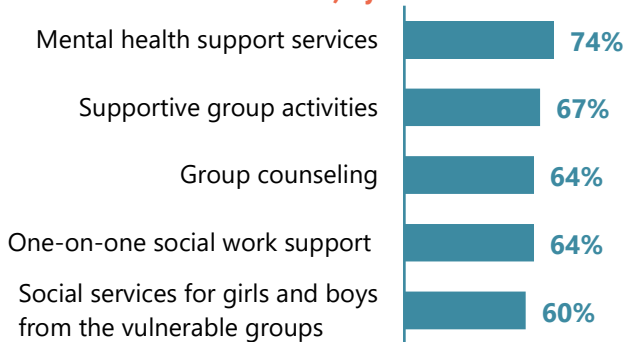 Mental health support services 74%
Supportive group activities 67%
Group counseling 64%
One-on-one social work support 64%
Social services for girls and boys
from the vulnerable groups 60%